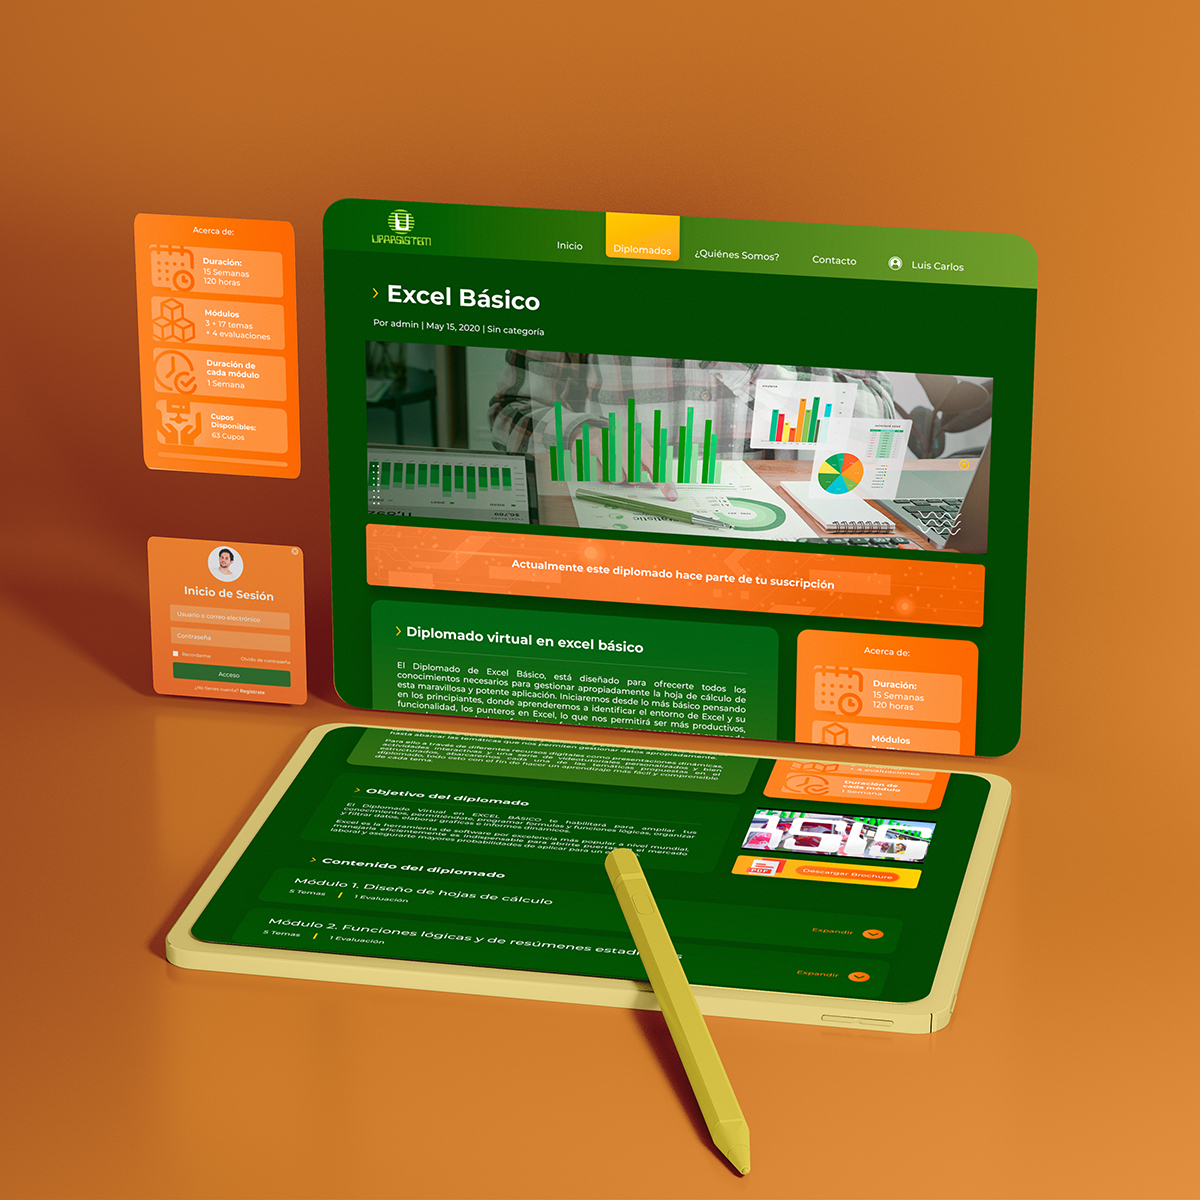 Acerca de:
Duración:
15 Semanas
120 horas
Módulos
3 + 17 temas
+ 4 evaluaciones
Duración de
cada módulo
1 Semana
Cupos
Disponibles:
63 Cupos
Inicio de Sesión
Usuario o correo electrónico
Contraseña
Recordarme
Olvido de contraseña
Acceso
¿No tienes cuenta? Regístrate
UPARSISTEM
Inicio
Diplomados
¿Quiénes Somos?
Contacto
Luis Carlos
Excel Básico
Por admin | May 15, 2020 | Sin categoría
Actualmente este diplomado hace parte de tu suscripción
Diplomado virtual en excel básico
El Diplomado de Excel Básico, está diseñado para ofrecerte todos los
conocimientos necesarios para gestionar apropiadamente la hoja de cálculo de
esta maravillosa y potente aplicación. Iniciaremos desde lo más básico pensando
en los principiantes, donde aprenderemos a identificar el entorno de Excel y su
funcionalidad, los punteros en Excel, lo que nos permitirá ser más productivos,
Acerca de:
Duración:
15 Semanas
120 horas
Módulos
hasta abarcar las temáticas que nos permiten gestionar datos apropiadamente.
Para ello a través de diferentes recursos digitales como presentaciones dinámicas,
actividades interactivas y una serie de videotutoriales personalizados y bien
estructurados, abarcaremos cada una de las temáticas propuestas en el
diplomado, todo esto con el fin de hacer un aprendizaje más fácil y comprensible
de cada tema.
+ 4 evaluaciones
Duración de
cada módulo
1 Semana
Objetivo del diplomado
El Diplomado Virtual en EXCEL BÁSICO te habilitará para ampliar tus
conocimientos, permitiéndote, programar formulas y funciones lógicas, organizar
y filtrar datos, elaborar gráficas e informes dinámicos.
Excel es la herramienta de software por excelencia más popular a nivel mundial,
manejarla eficientemente es indispensable para abrirte puertas el mercado
laboral y asegurarte mayores probabilidades de aplicar para un
PDF
Descargar Brochure
Contenido del diplomado
Módulo 1. Diseño de hojas de cálculo
5 Temas | 1 Evaluación
Expandir
Módulo 2. Funciones lógicas y de resúmenes
5 Temas | 1 Evaluación
Expandir